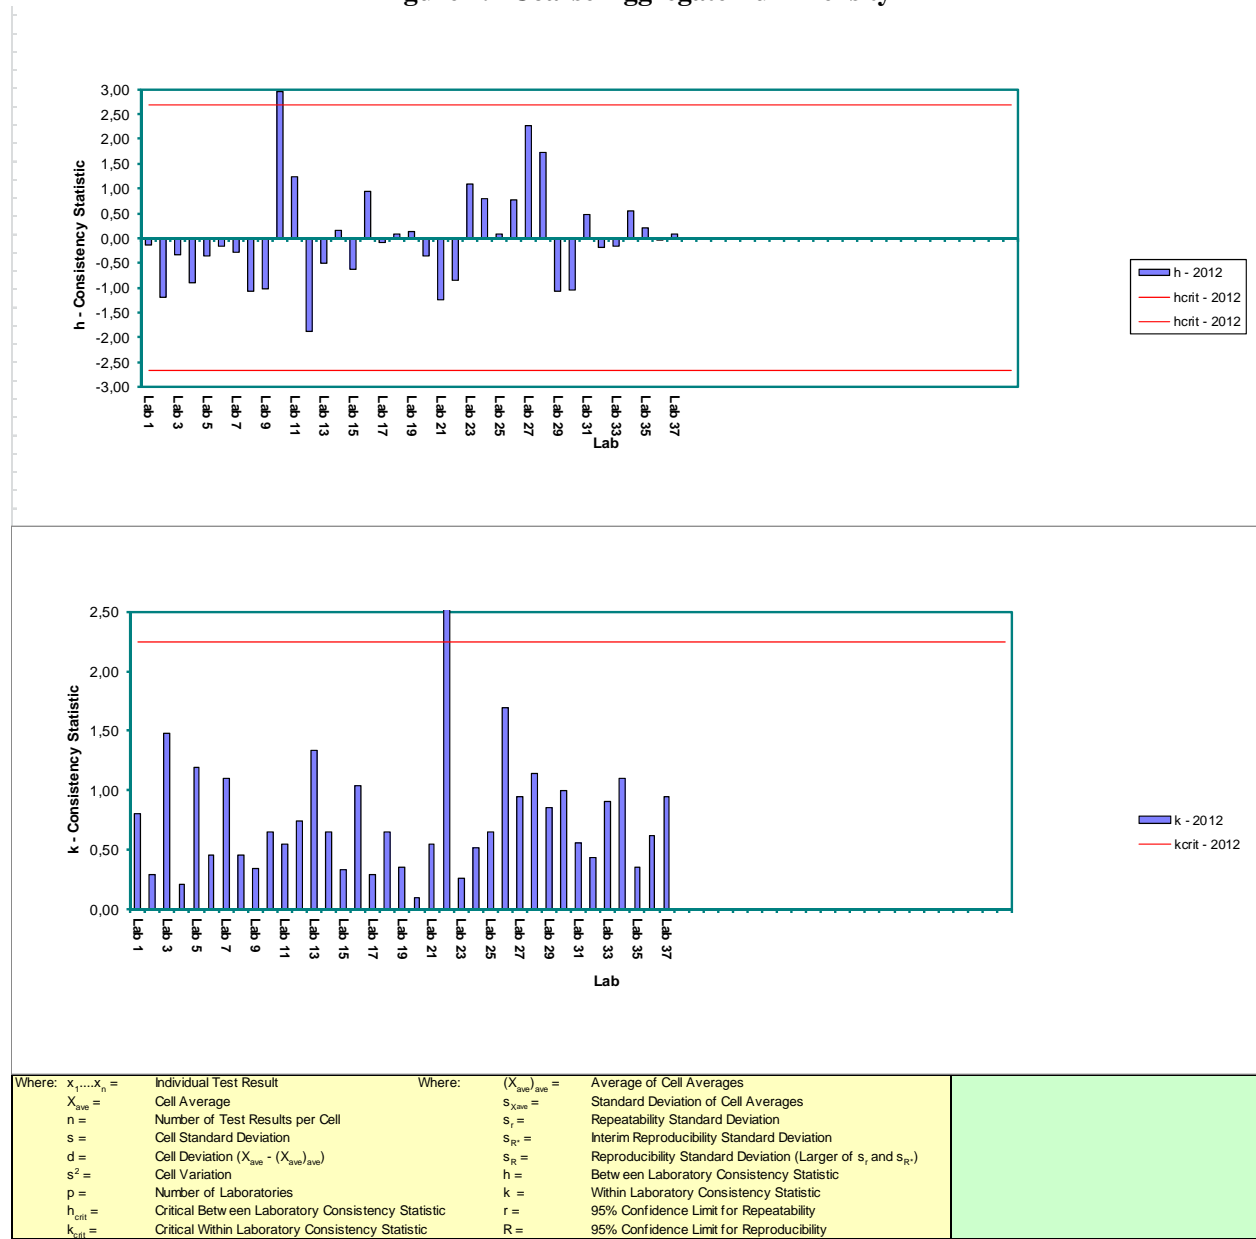 h - Consistency Statistic
3,00
2,50
2,00
1,50
1,00
0,50
0,00
-0,50
-1,00
-1,50
-2,00
-2,50
-3,00
Lab 1
Lab 3
Lab 5
Lab 7
Lab 9
Lab 11
Lab 13
Lab 15
Lab 17
Lab 19
Lab 21
Lab 23
Lab 25
Lab 27
Lab 29
Lab 31
Lab 33
Lab 35
Lab 37
Lab
h - 2012
hcrit - 2012
hcrit - 2012
k - Consistency Statistic
2,50
2,00
1,50
1,00
0,50
0,00
Lab 1
Lab 3
Lab 5
Lab 7
Lab 9
Lab 11
Lab 13
Lab 15
Lab 17
Lab 19
Lab 21
Lab 23
Lab 25
Lab 27
Lab 29
Lab 31
Lab 33
Lab 35
Lab 37
Lab
k - 2012
kcrit - 2012
Where: x1....xn = Individual Test Result Where: (Xave)ave = Average of Cell Averages
Xave = Cell Average sXave = Standard Deviation of Cell Averages
n = Number of Test Results per Cell sr = Repeatability Standard Deviation
s = Cell Standard Deviation sR* = Interim Reproducibility Standard Deviation
d = Cell Deviation (Xave - (Xave)ave) sR = Reproducibility Standard Deviation (Larger of sr and sR*)
s² = Cell Variation h = Between Laboratory Consistency Statistic
p = Number of Laboratories k = Within Laboratory Consistency Statistic
hcrit = Critical Between Laboratory Consistency Statistic r = 95% Confidence Limit for Repeatability
kcrit = Critical Within Laboratory Consistency Statistic R = 95% Confidence Limit for Reproducibility